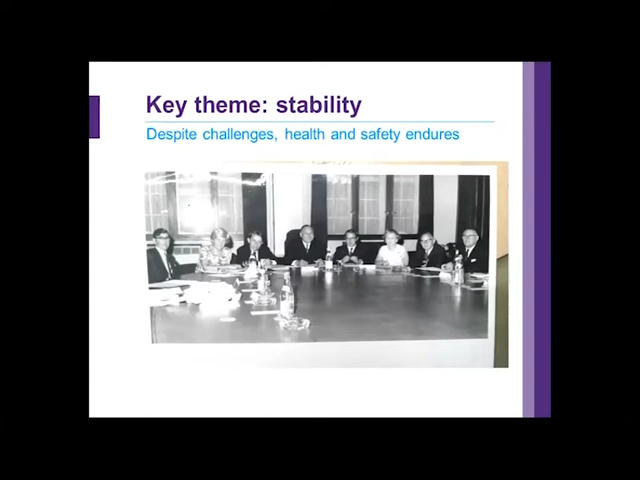 Key theme: stability
Despite challenges, health and safety endures